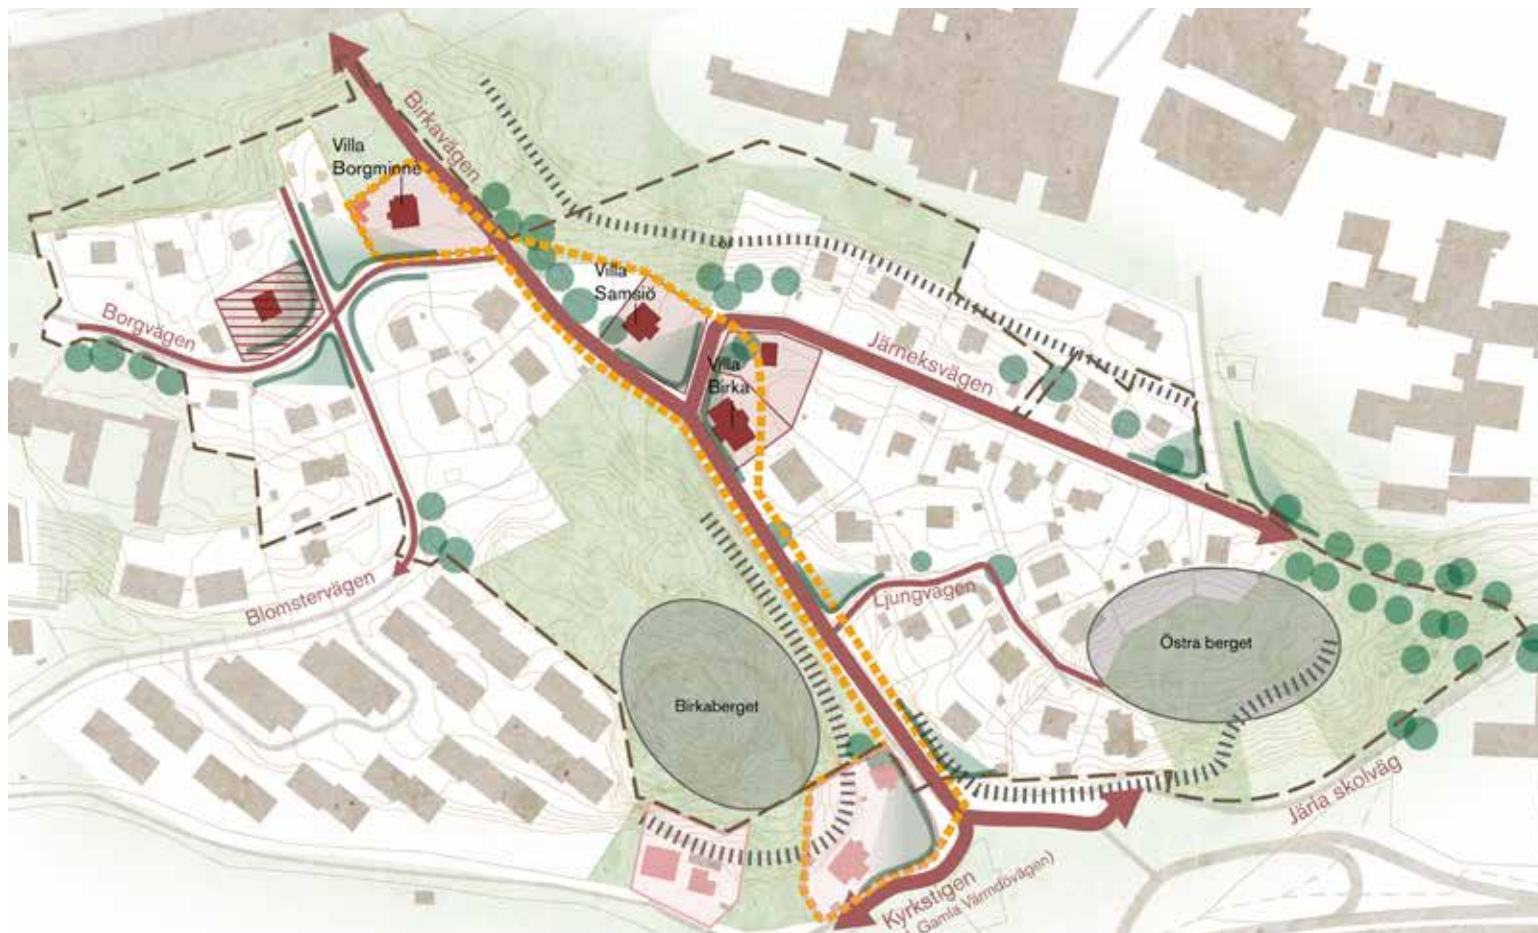 Birkavägen
Villa
Borgminne
Villa
Samsiö
Borgvägen
Järneksvägen
Villa
Birka
Blomstervägen
Ljungvägen
Östra berget
Birkaberget
Järla skolväg
Kyrkstigen
Gamla Värmdövägen)